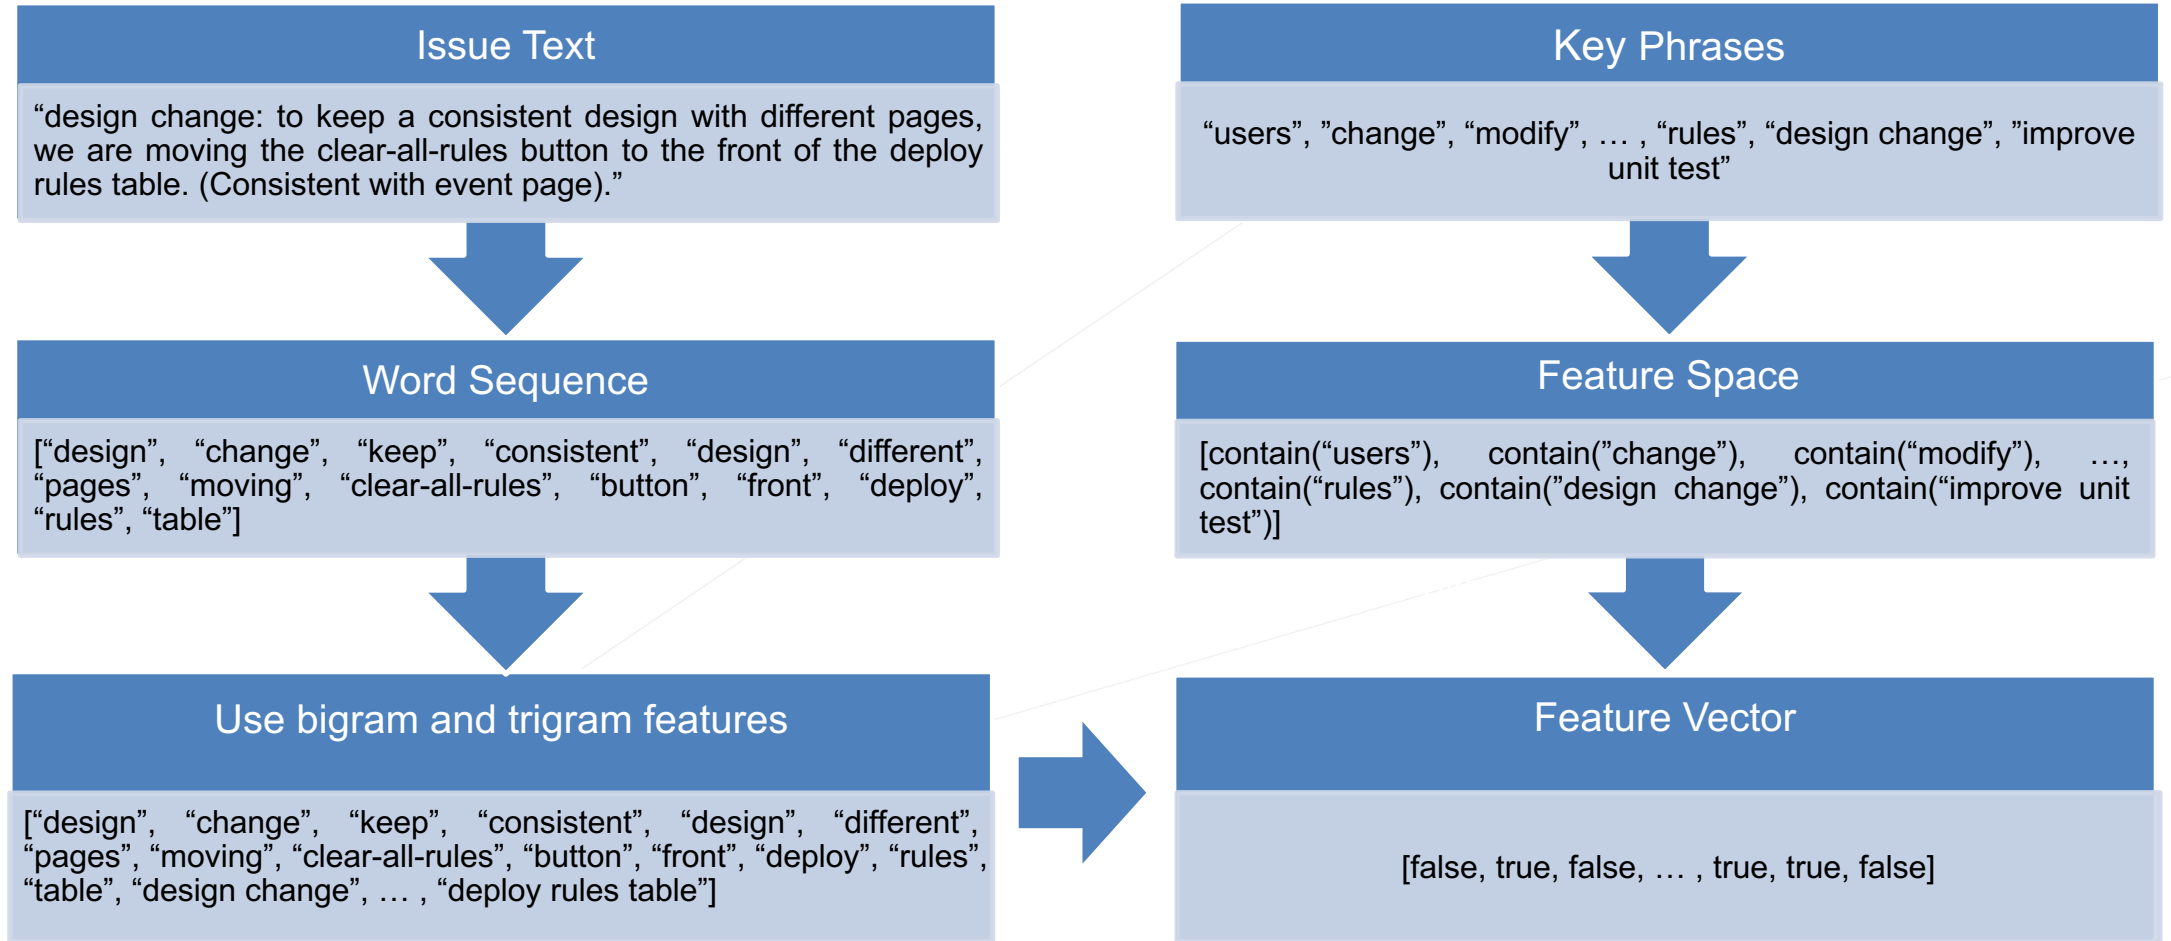 Issue Text
“design change: to keep a consistent design with different pages,
we are moving the clear-all-rules button to the front of the deploy
rules table. (Consistent with event page).”
Word Sequence
[“design”, “change”, “keep”, “consistent”, “design”, “different”,
“pages”, “moving”, “clear-all-rules”, “button”, “front”, “deploy”,
“rules”, “table”]
Use bigram and trigram features
[“design”, “change”, “keep”, “consistent”, “design”, “different”,
“pages”, “moving”, “clear-all-rules”, “button”, “front”, “deploy”, “rules”,
“table”, “design change”, … , “deploy rules table”]
Key Phrases
“users”, ”change”, “modify”, … , “rules”, “design change”, ”improve
unit test”
Feature Space
[contain(“users”), contain(”change”), contain(“modify”), …,
contain(“rules”), contain(”design change”), contain(“improve unit
test”)]
Feature Vector
[false, true, false, … , true, true, false]